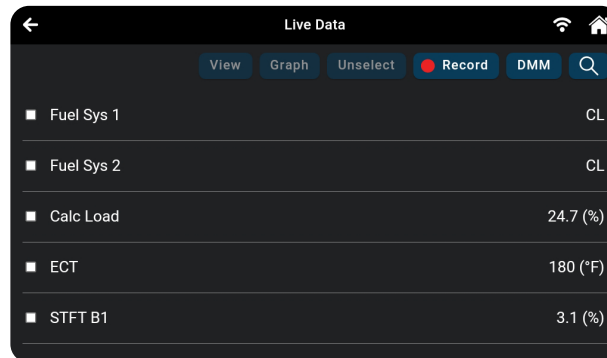 Live Data
View Graph Unselect Record DMM
Fuel Sys 1 CL
Fuel Sys 2 CL
Calc Load 24.7 (%)
ECT 180 (°F)
STFT B1 3.1 (%)